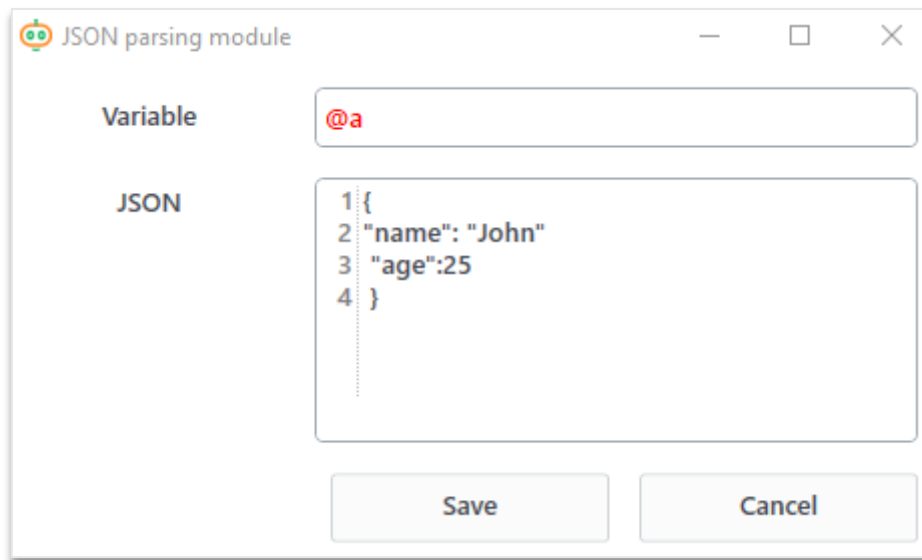 JSON parsing module
Variable
@a
JSON
1 {
2 "name": "John"
3 "age":25
4 }
Save
Cancel